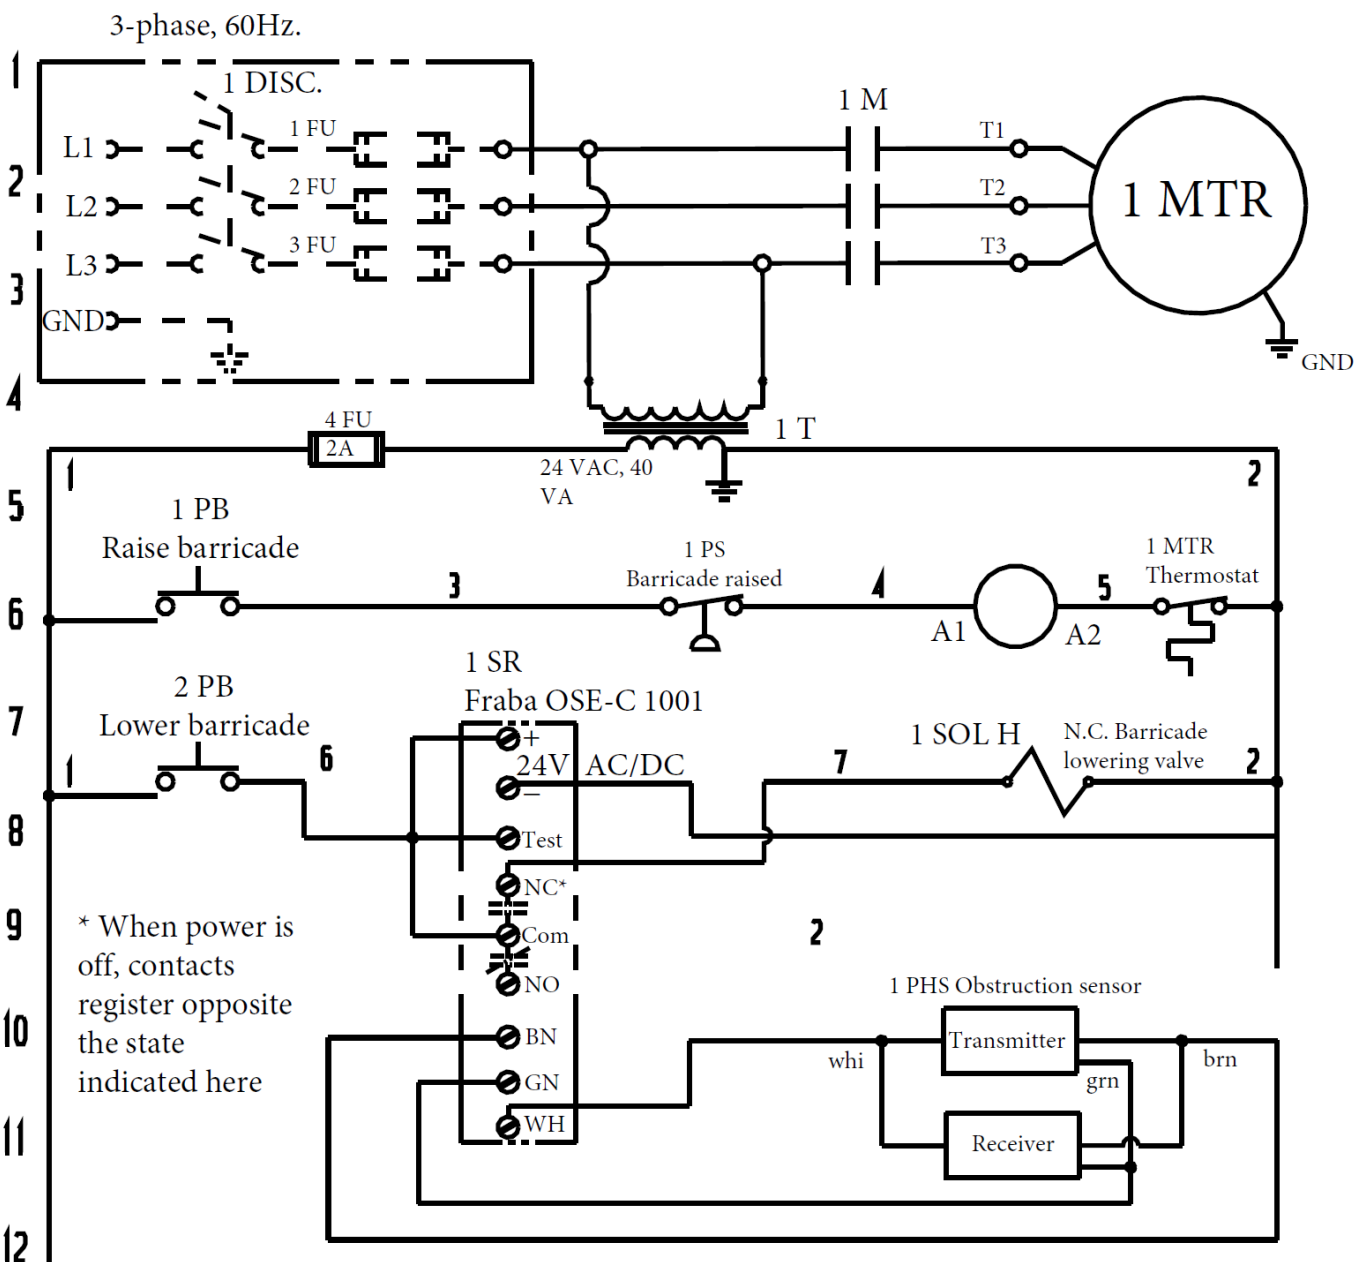 3-phase, 60Hz.
1
1 DISC.
1 M
L1
1 FU
T1
2
L2
2 FU
T2
1 MTR
L3
3 FU
T3
3
GND
GND
4
4 FU
2A
1 T
1
24 VAC, 40
VA
2
5
1 PB
Raise barricade
1 PS
Barricade raised
1 MTR
Thermostat
3
4
5
6
A1
A2
1 SR
Fraba OSE-C 1001
2 PB
Lower barricade
7
1 SOL H
N.C. Barricade
lowering valve
+
24V AC/DC
1
6
7
2
–
8
Test
NC*
9
* When power is
off, contacts
register opposite
the state
indicated here
Com
2
NO
1 PHS Obstruction sensor
10
BN
Transmitter
whi
brn
GN
grn
11
WH
Receiver
12